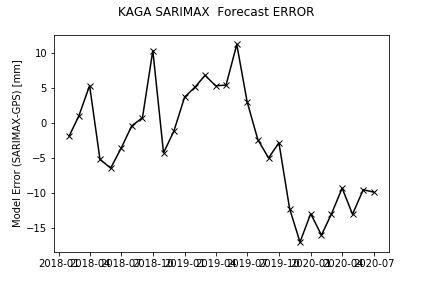 KAGA SARIMAX Forecast ERROR
Model Error (SARIMAX-GPS) [mm]
10
5
0
−5
−10
−15
2018-01 2018-04 2018-07 2018-10 2019-01 2019-04 2019-07 2019-10 2020-01 2020-04 2020-07